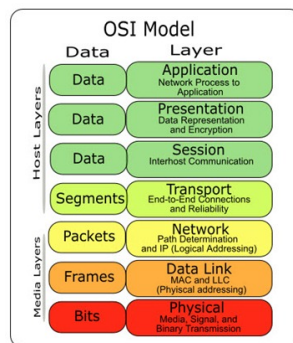 OSI Model
Data Layer
Host Layers
Data
Application
Network Process to
Application
Data
Presentation
Data Representation
and Encryption
Data
Session
Interhost Communication
Segments
Transport
End-to-End Connections
and Reliability
Media Layers
Packets
Network
Path Determination
and IP (Logical Addressing)
Frames
Data Link
MAC and LLC
(Phyiscal addressing)
Bits
Physical
Media, Signal, and
Binary Transmission